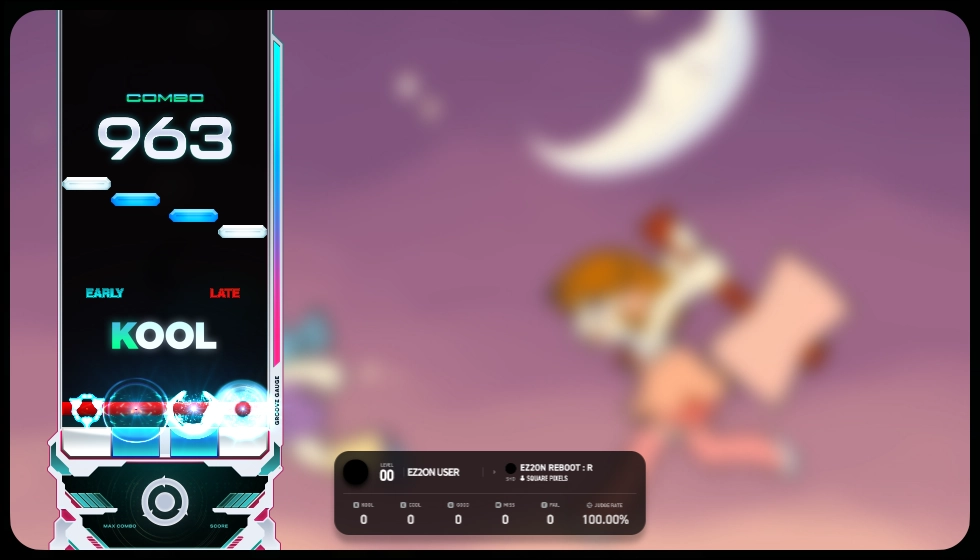 COMBO
963
EARLY LATE
KOOL
GROOVE GAUGE
MAX COMBO SCORE
LEVEL
00 EZ2ON USER
EZ2ON REBOOT : R
SQUARE PIXELS
KOOL COOL GOOD MISS FAIL JUDGE RATE
0 0 0 0 0 100.00%